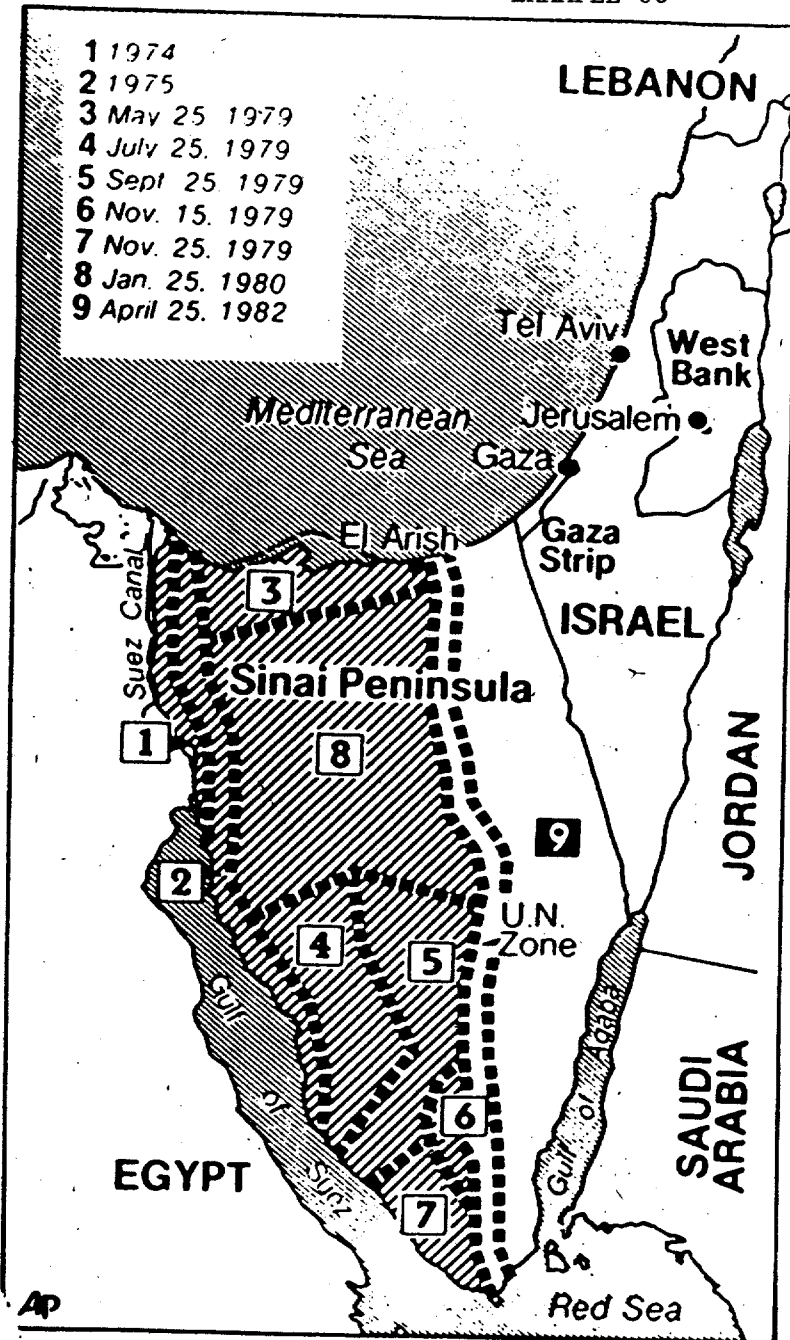 1 1974
2 1975
3 May 25 1979
4 July 25. 1979
5 Sept 25 1979
6 Nov. 15. 1979
7 Nov. 25. 1979
8 Jan. 25. 1980
9 April 25. 1982
LEBANON
Tel Aviv
West
Bank
Mediterranean
Sea
Jerusalem
Gaza
El Arish
Gaza
Strip
Suez Canal
3
ISRAEL
Sinai Peninsula
1
8
JORDAN
9
2
U.N.
Zone
4
5
Gulf
of
Suez
Gulf of Aqaba
SAUDI
ARABIA
6
EGYPT
7
AP
Red Sea